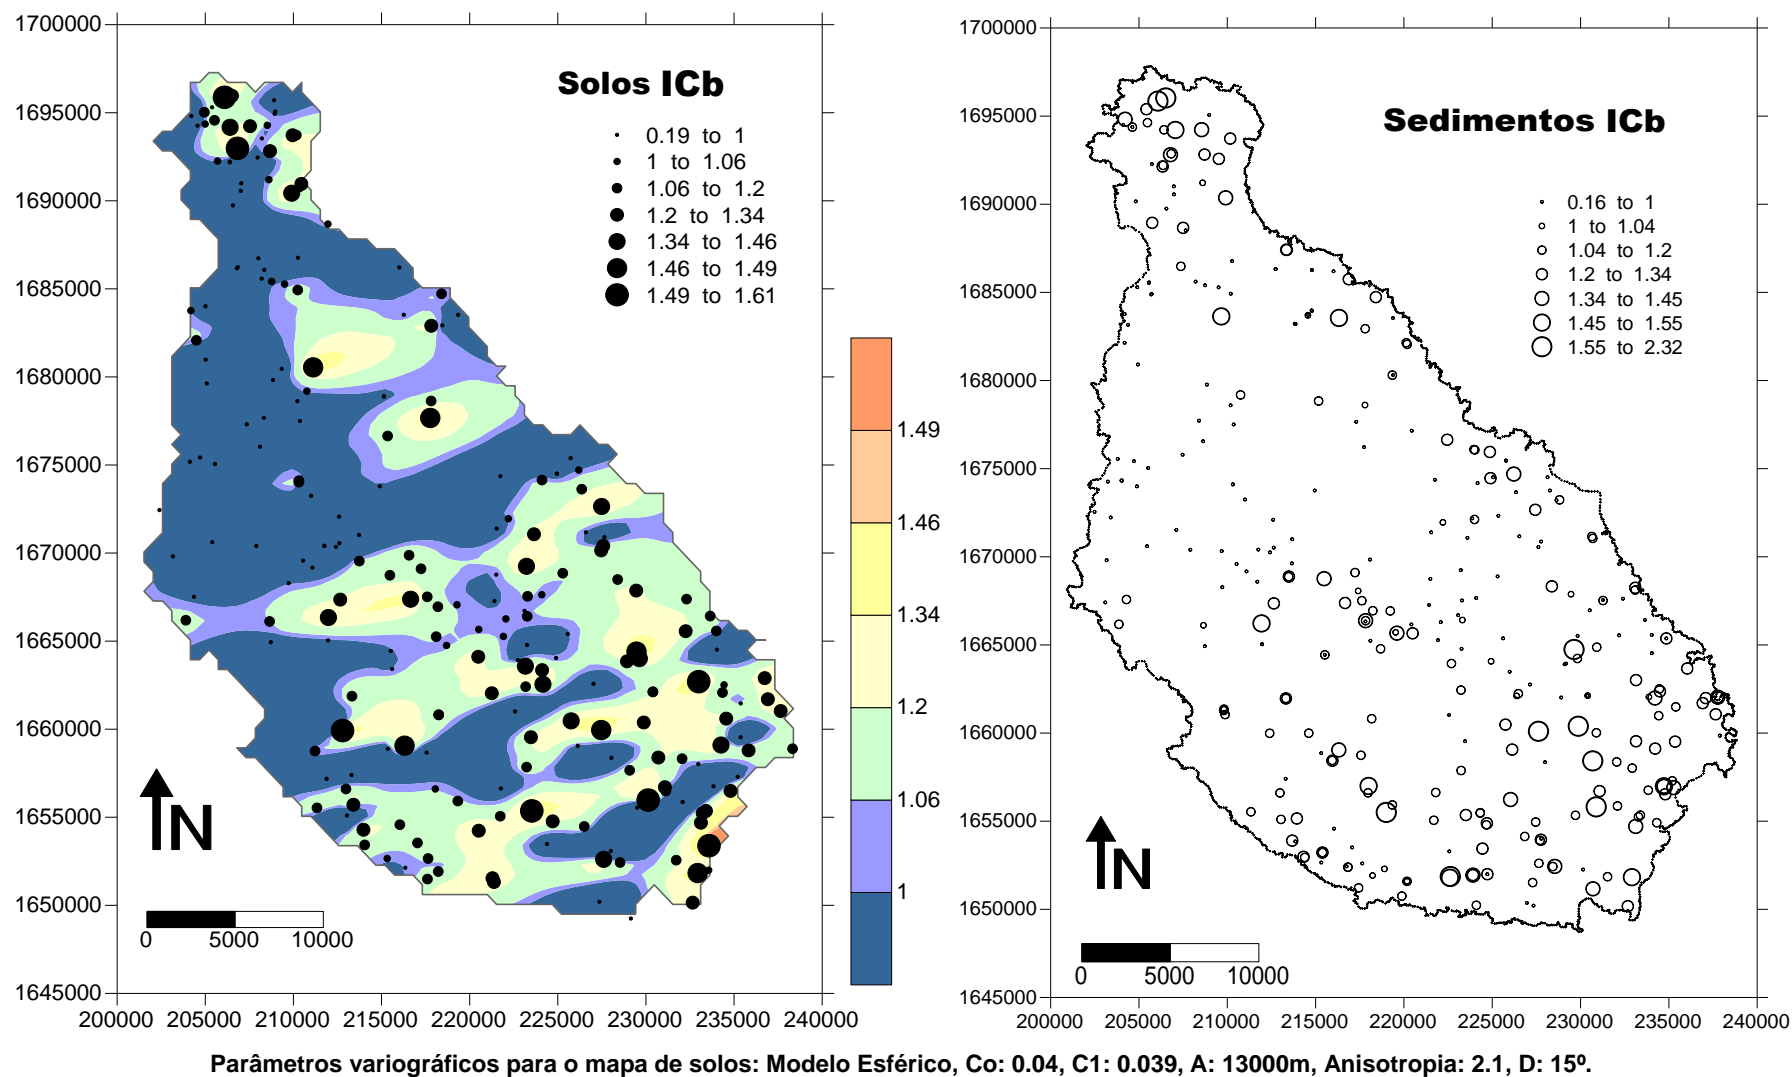 Solos ICb
0.19 to 1
1 to 1.06
1.06 to 1.2
1.2 to 1.34
1.34 to 1.46
1.46 to 1.49
1.49 to 1.61
1700000
1695000
1690000
1685000
1680000
1675000
1670000
1665000
1660000
1655000
1650000
1645000
N
0 5000 10000
200000 205000 210000 215000 220000 225000 230000 235000 240000
1.49
1.46
1.34
1.2
1.06
1
Sedimentos ICb
0.16 to 1
1 to 1.04
1.04 to 1.2
1.2 to 1.34
1.34 to 1.45
1.45 to 1.55
1.55 to 2.32
1700000
1695000
1690000
1685000
1680000
1675000
1670000
1665000
1660000
1655000
1650000
1645000
N
0 5000 10000
200000 205000 210000 215000 220000 225000 230000 235000 240000
Parâmetros variográficos para o mapa de solos: Modelo Esférico, Co: 0.04, C1: 0.039, A: 13000m, Anisotropia: 2.1, D: 15º.